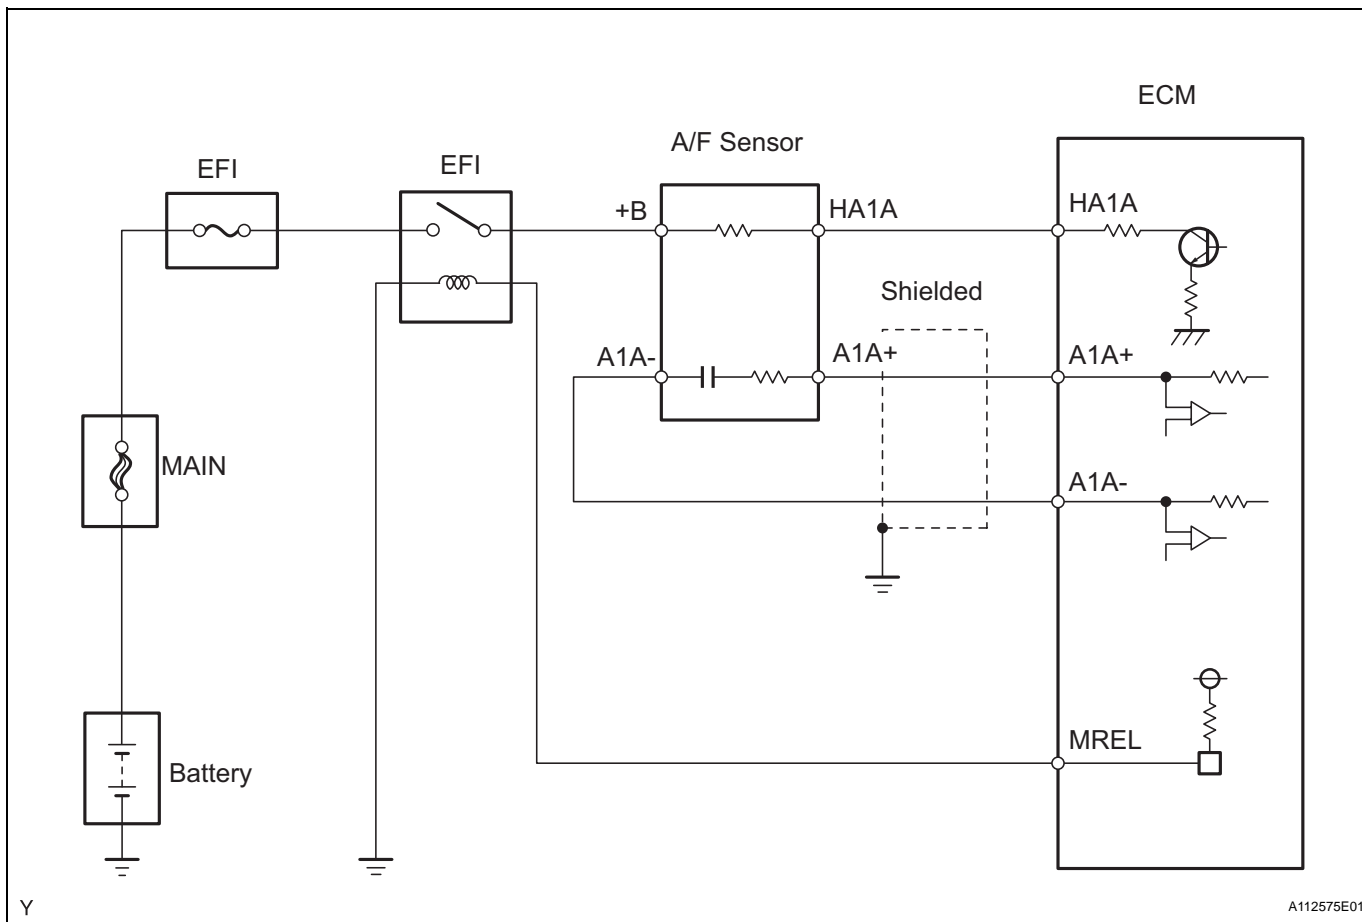 ECM
A/F Sensor
EFI
EFI
+B
HA1A
HA1A
Shielded
A1A-
A1A+
A1A+
MAIN
A1A-
MREL
Battery
Y
A112575E01